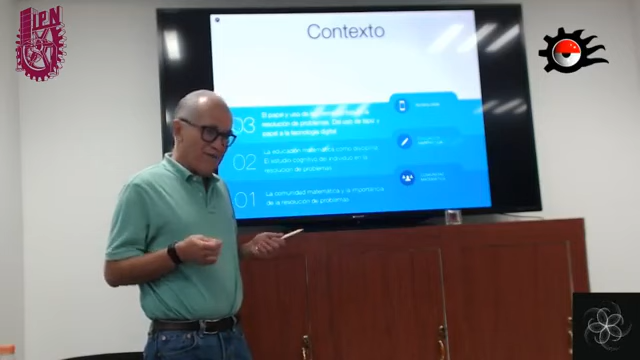 IPN
Contexto
03
El papel y uso de
resolución de problemas. Del uso de lápiz y
papel a la tecnología digital
02
La educación matemática como disciplina
El estudio cognitivo del individuo en la
resolución de problemas
01
La comunidad matemática y la importancia
de la resolución de problemas